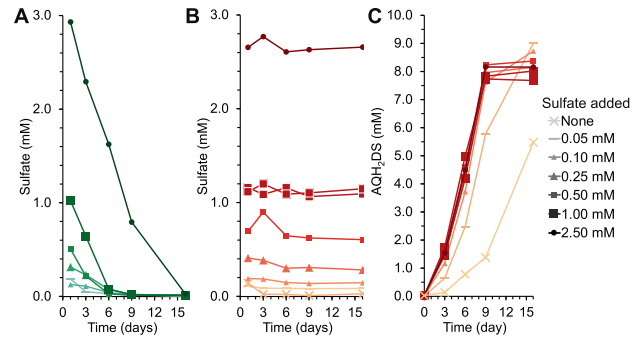 A
B
C
3.0
2.0
1.0
0.0
Sulfate (mM)
0 3 6 9 12 15
Time (days)
3.0
2.0
1.0
0.0
Sulfate (mM)
0 3 6 9 12 15
Time (days)
10.0
9.0
8.0
7.0
6.0
5.0
4.0
3.0
2.0
1.0
0.0
AQH₂DS (mM)
0 3 6 9 12 15
Time (days)
Sulfate added
None
0.05 mM
0.10 mM
0.25 mM
0.50 mM
1.00 mM
2.50 mM